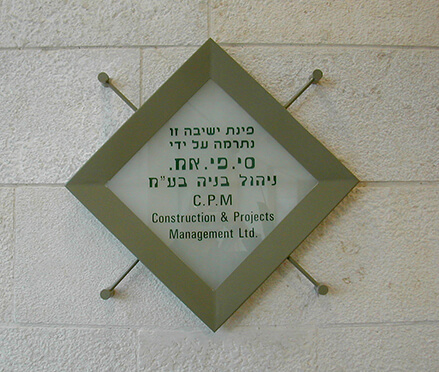 פינת ישיבה זו
נתרמה על ידי
סי.פי.אמ.
ניהול בניה בע"מ
C.P.M
Construction & Projects
Management Ltd.